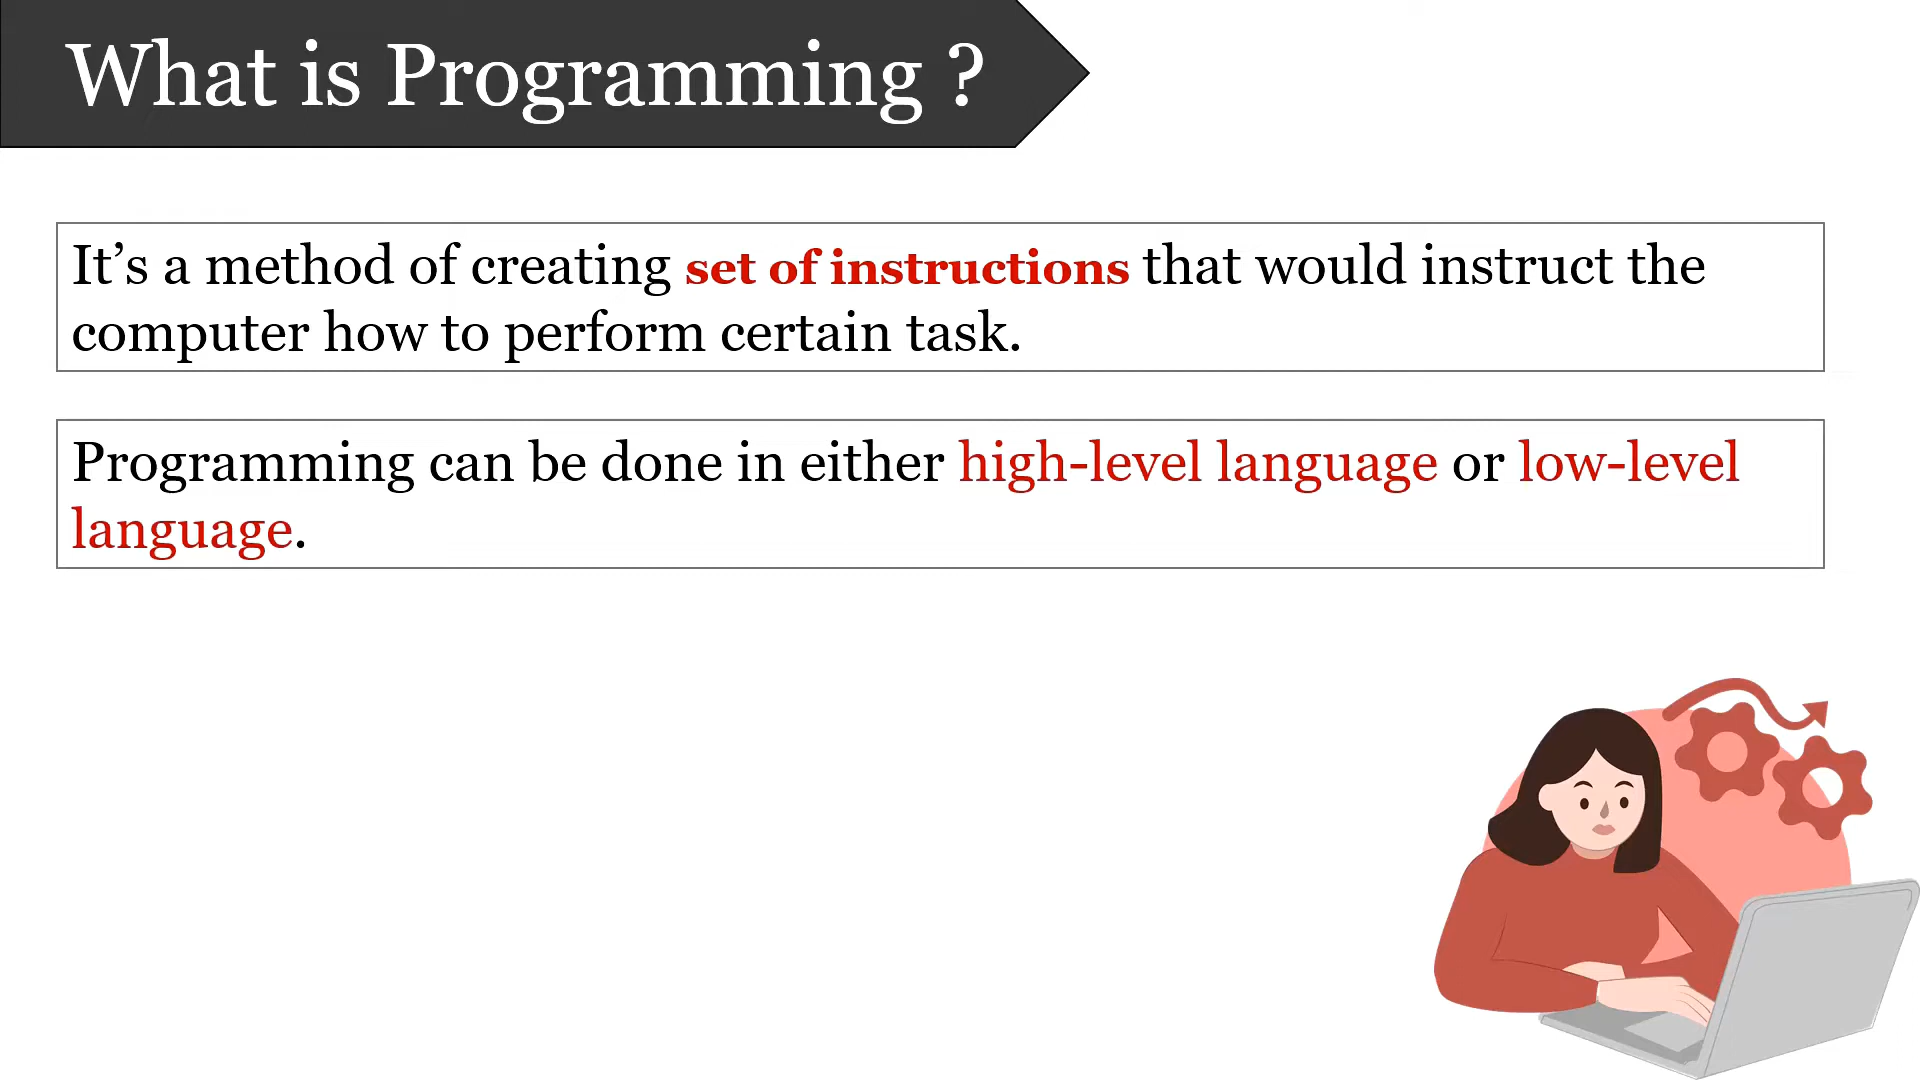 What is Programming ?
It’s a method of creating set of instructions that would instruct the
computer how to perform certain task.
Programming can be done in either high-level language or low-level
language.